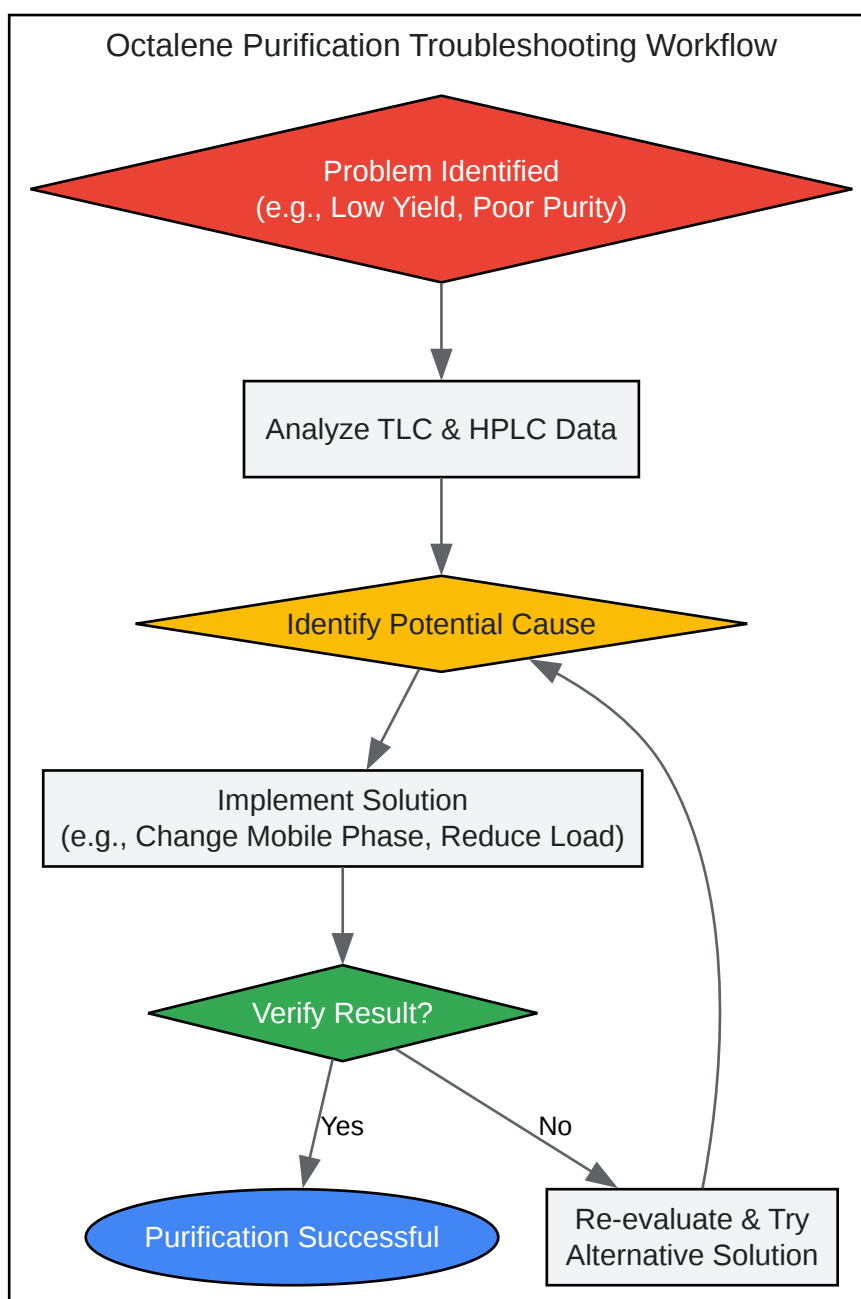 Octalene Purification Troubleshooting Workflow
Problem Identified
(e.g., Low Yield, Poor Purity)
Analyze TLC & HPLC Data
Identify Potential Cause
Implement Solution
(e.g., Change Mobile Phase, Reduce Load)
Verify Result?
Yes
No
Purification Successful
Re-evaluate & Try
Alternative Solution